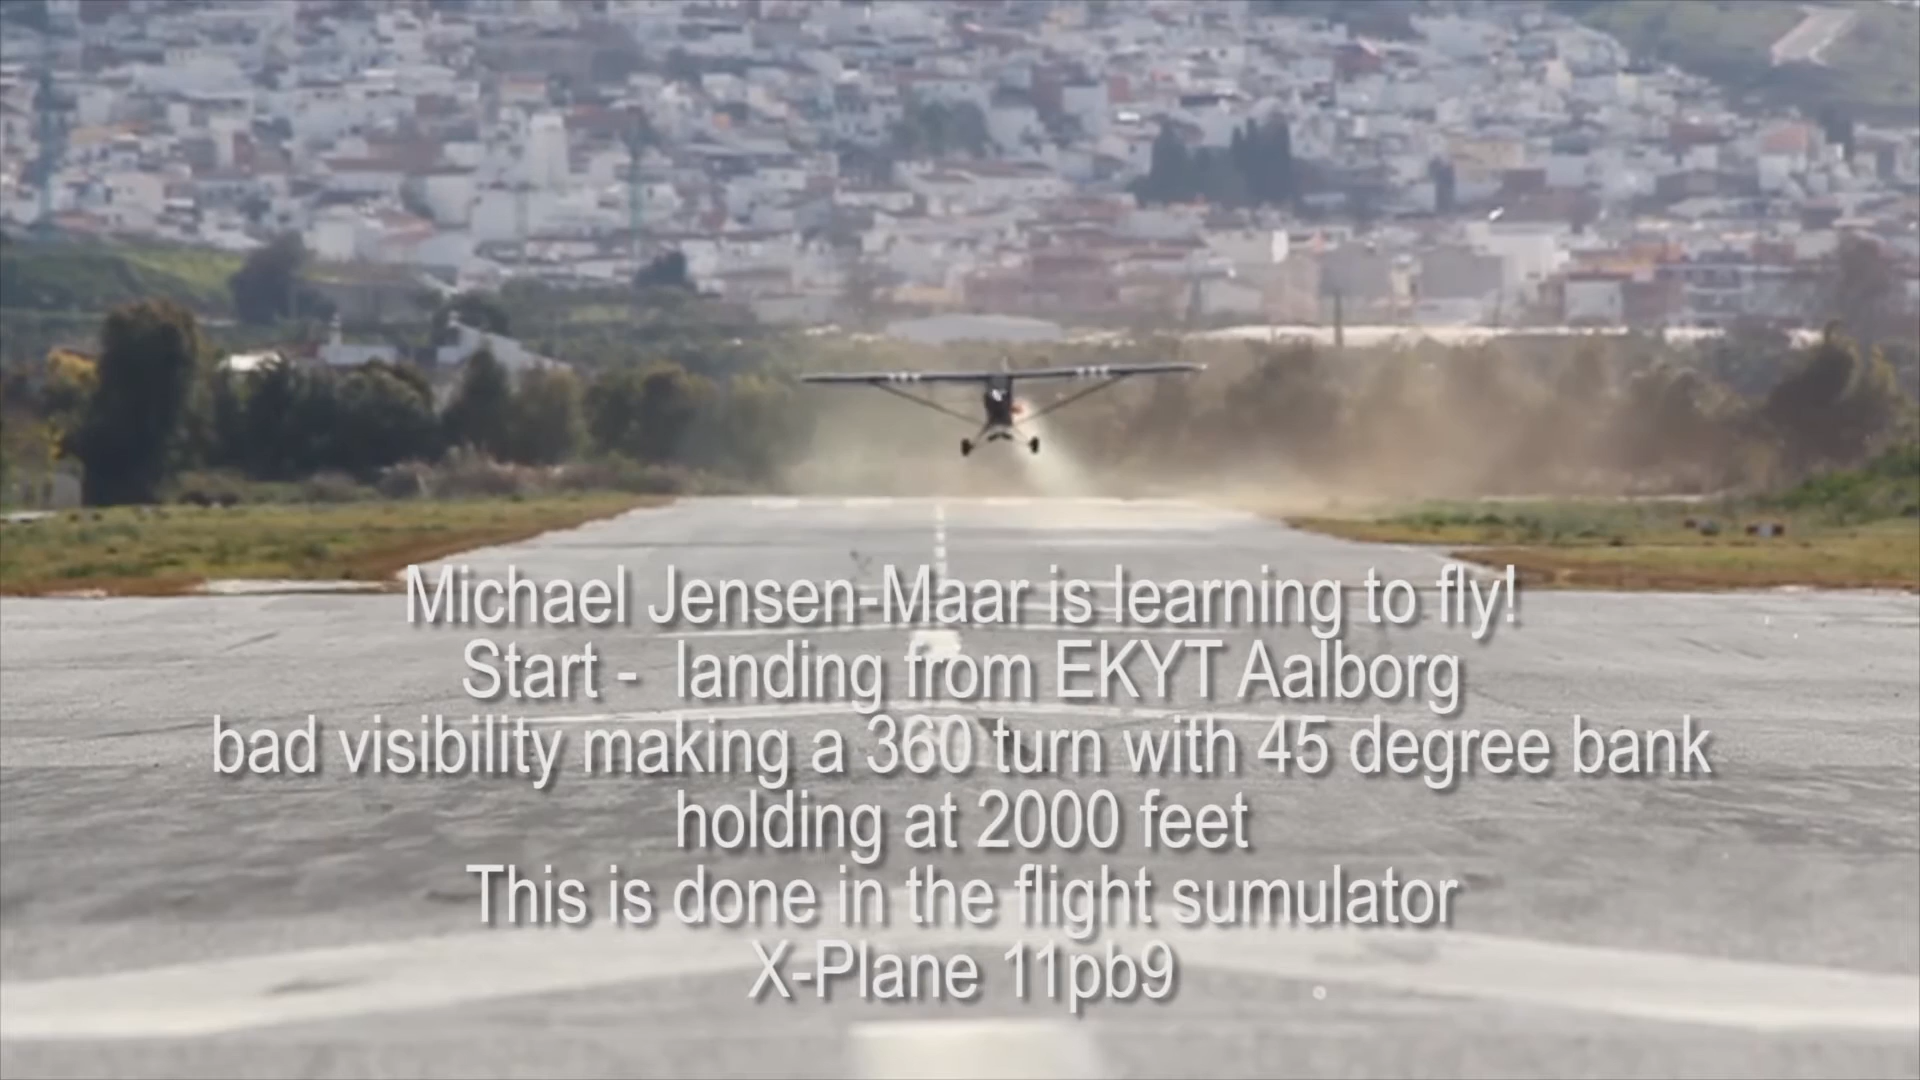 Michael Jensen-Maar is learning to fly!
Start -  landing from EKYT Aalborg
bad visibility making a 360 turn with 45 degree bank
holding at 2000 feet
This is done in the flight sumulator
X-Plane 11pb9